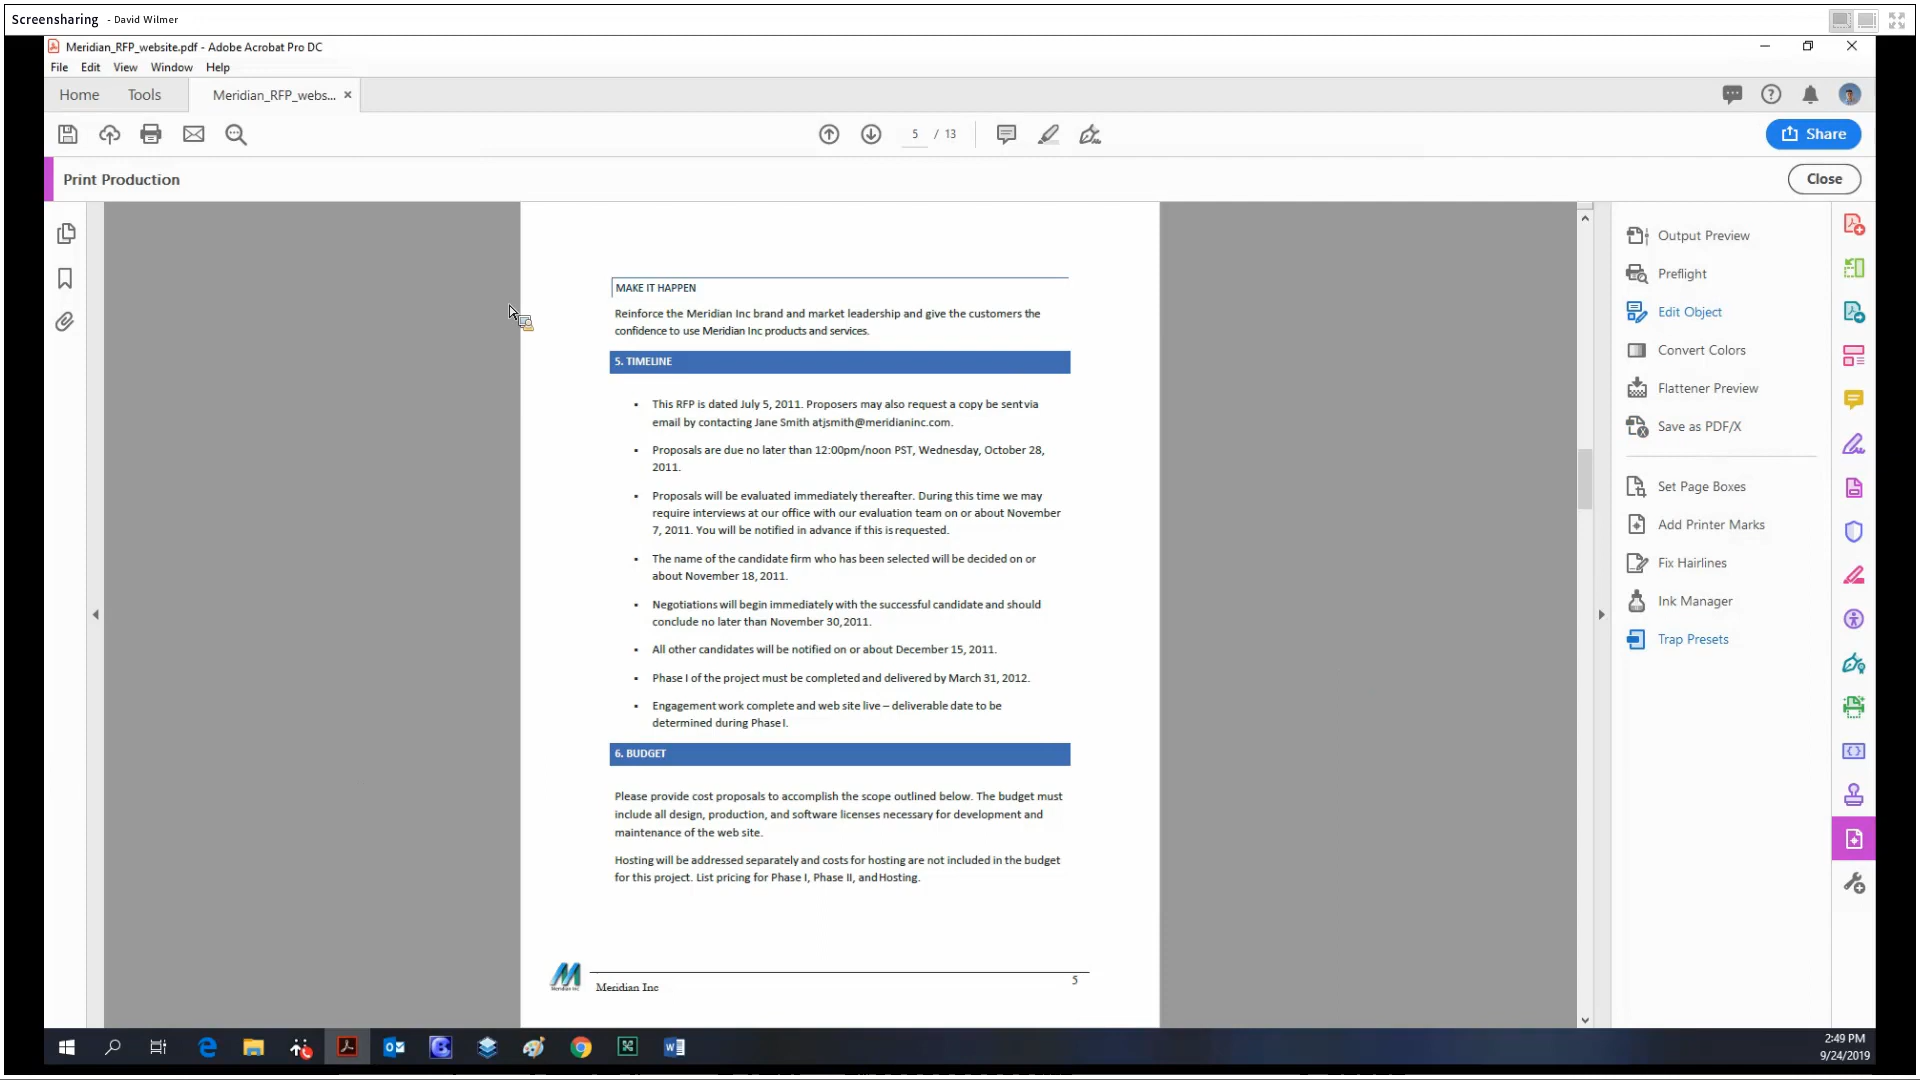 Screensharing - David Wilmer
Meridian_RFP_website.pdf - Adobe Acrobat Pro DC
File Edit View Window Help
Home Tools Meridian_RFP_webs... ×
5 / 13
Share
Print Production
Close
MAKE IT HAPPEN
Reinforce the Meridian Inc brand and market leadership and give the customers the
confidence to use Meridian Inc products and services.
5. TIMELINE
▪ This RFP is dated July 5, 2011. Proposers may also request a copy be sentvia
email by contacting Jane Smith atjsmith@meridianinc.com.
▪ Proposals are due no later than 12:00pm/noon PST, Wednesday, October 28,
2011.
▪ Proposals will be evaluated immediately thereafter. During this time we may
require interviews at our office with our evaluation team on or about November
7, 2011. You will be notified in advance if this is requested.
▪ The name of the candidate firm who has been selected will be decided on or
about November 18, 2011.
▪ Negotiations will begin immediately with the successful candidate and should
conclude no later than November 30,2011.
▪ All other candidates will be notified on or about December 15, 2011.
▪ Phase I of the project must be completed and delivered by March 31, 2012.
▪ Engagement work complete and web site live – deliverable date to be
determined during Phase I.
6. BUDGET
Please provide cost proposals to accomplish the scope outlined below. The budget must
include all design, production, and software licenses necessary for development and
maintenance of the web site.
Hosting will be addressed separately and costs for hosting are not included in the budget
for this project. List pricing for Phase I, Phase II, and Hosting.
Meridian Inc
Meridian Inc
5
Output Preview
Preflight
Edit Object
Convert Colors
Flattener Preview
Save as PDF/X
Set Page Boxes
Add Printer Marks
Fix Hairlines
Ink Manager
Trap Presets
2:49 PM
9/24/2019